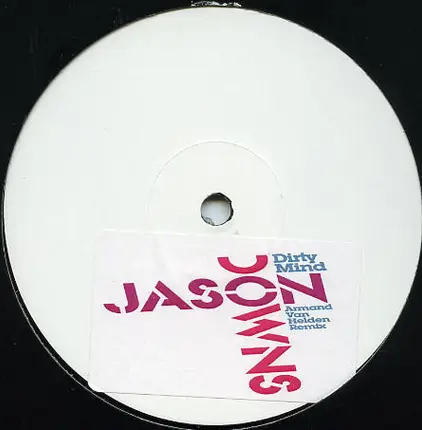 JASON
DOWNS
Dirty
Mind
Armand
Van
Helden
Remix